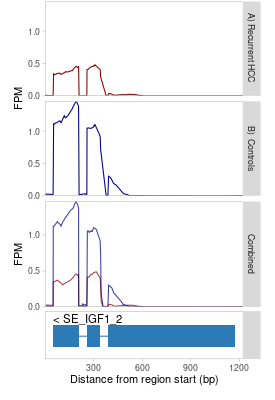 A) Recurrent HCC
1.0
0.5
0.0
FPM
B) Controls
1.0
0.5
0.0
Combined
1.0
0.5
0.0
FPM
< SE_IGF1_2
300
600
900
1200
Distance from region start (bp)